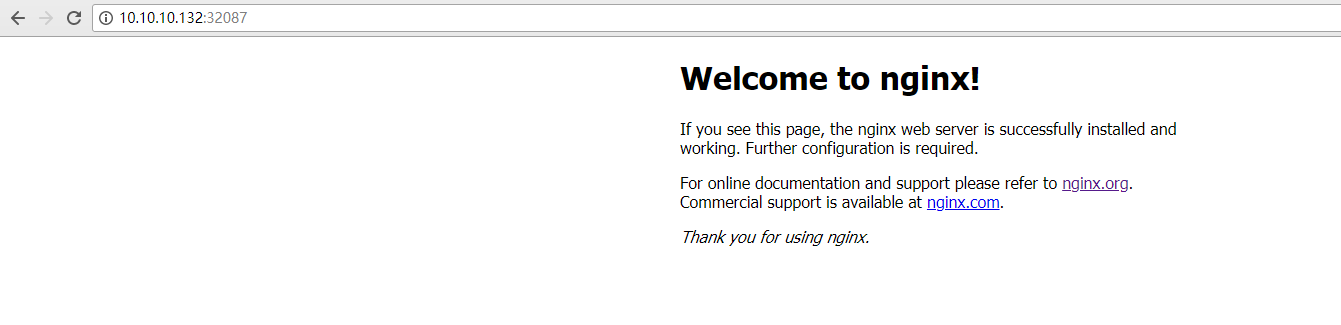 10.10.10.132:32087
Welcome to nginx!
If you see this page, the nginx web server is successfully installed and
working. Further configuration is required.
For online documentation and support please refer to nginx.org.
Commercial support is available at nginx.com.
Thank you for using nginx.